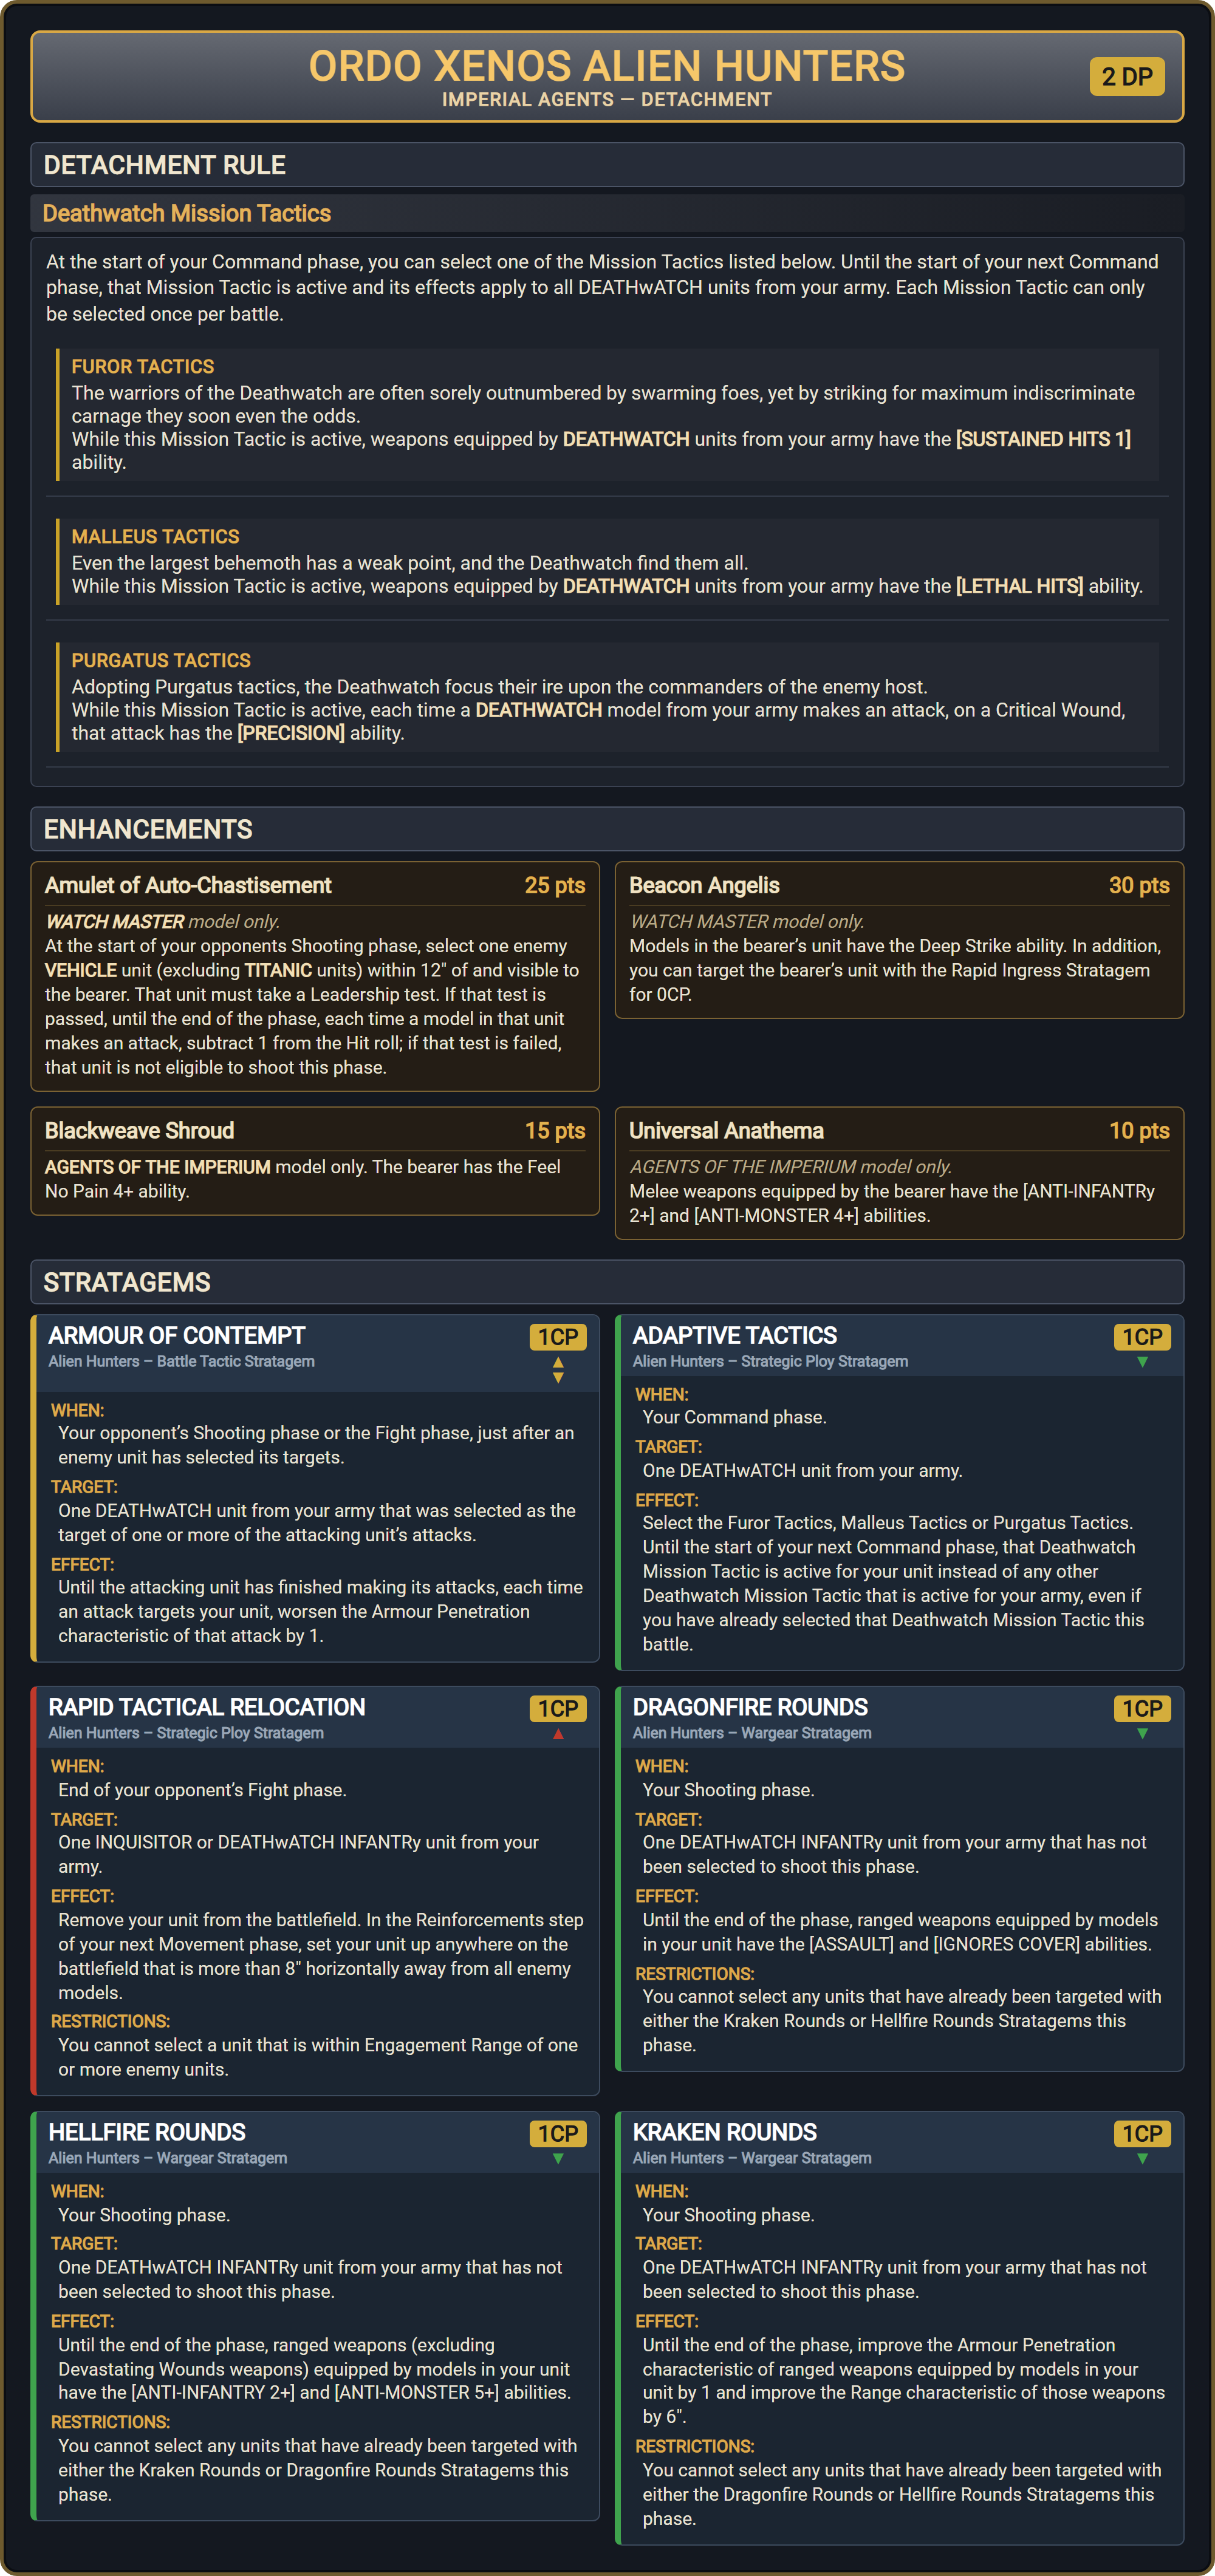 ORDO XENOS ALIEN HUNTERS
IMPERIAL AGENTS — DETACHMENT
2 DP
DETACHMENT RULE
Deathwatch Mission Tactics
At the start of your Command phase, you can select one of the Mission Tactics listed below. Until the start of your next Command
phase, that Mission Tactic is active and its effects apply to all DEATHwATCH units from your army. Each Mission Tactic can only
be selected once per battle.
FUROR TACTICS
The warriors of the Deathwatch are often sorely outnumbered by swarming foes, yet by striking for maximum indiscriminate
carnage they soon even the odds.
While this Mission Tactic is active, weapons equipped by DEATHWATCH units from your army have the [SUSTAINED HITS 1]
ability.
MALLEUS TACTICS
Even the largest behemoth has a weak point, and the Deathwatch find them all.
While this Mission Tactic is active, weapons equipped by DEATHWATCH units from your army have the [LETHAL HITS] ability.
PURGATUS TACTICS
Adopting Purgatus tactics, the Deathwatch focus their ire upon the commanders of the enemy host.
While this Mission Tactic is active, each time a DEATHWATCH model from your army makes an attack, on a Critical Wound,
that attack has the [PRECISION] ability.
ENHANCEMENTS
Amulet of Auto-Chastisement
25 pts
WATCH MASTER model only.
At the start of your opponents Shooting phase, select one enemy
VEHICLE unit (excluding TITANIC units) within 12" of and visible to
the bearer. That unit must take a Leadership test. If that test is
passed, until the end of the phase, each time a model in that unit
makes an attack, subtract 1 from the Hit roll; if that test is failed,
that unit is not eligible to shoot this phase.
Beacon Angelis
30 pts
WATCH MASTER model only.
Models in the bearer’s unit have the Deep Strike ability. In addition,
you can target the bearer’s unit with the Rapid Ingress Stratagem
for 0CP.
Blackweave Shroud
15 pts
AGENTS OF THE IMPERIUM model only. The bearer has the Feel
No Pain 4+ ability.
Universal Anathema
10 pts
AGENTS OF THE IMPERIUM model only.
Melee weapons equipped by the bearer have the [ANTI-INFANTRy
2+] and [ANTI-MONSTER 4+] abilities.
STRATAGEMS
ARMOUR OF CONTEMPT
1CP
Alien Hunters – Battle Tactic Stratagem
▲
▼
WHEN:
Your opponent’s Shooting phase or the Fight phase, just after an
enemy unit has selected its targets.
TARGET:
One DEATHwATCH unit from your army that was selected as the
target of one or more of the attacking unit’s attacks.
EFFECT:
Until the attacking unit has finished making its attacks, each time
an attack targets your unit, worsen the Armour Penetration
characteristic of that attack by 1.
ADAPTIVE TACTICS
1CP
Alien Hunters – Strategic Ploy Stratagem
▼
WHEN:
Your Command phase.
TARGET:
One DEATHwATCH unit from your army.
EFFECT:
Select the Furor Tactics, Malleus Tactics or Purgatus Tactics.
Until the start of your next Command phase, that Deathwatch
Mission Tactic is active for your unit instead of any other
Deathwatch Mission Tactic that is active for your army, even if
you have already selected that Deathwatch Mission Tactic this
battle.
RAPID TACTICAL RELOCATION
1CP
Alien Hunters – Strategic Ploy Stratagem
▲
WHEN:
End of your opponent’s Fight phase.
TARGET:
One INQUISITOR or DEATHwATCH INFANTRy unit from your
army.
EFFECT:
Remove your unit from the battlefield. In the Reinforcements step
of your next Movement phase, set your unit up anywhere on the
battlefield that is more than 8" horizontally away from all enemy
models.
RESTRICTIONS:
You cannot select a unit that is within Engagement Range of one
or more enemy units.
DRAGONFIRE ROUNDS
1CP
Alien Hunters – Wargear Stratagem
▼
WHEN:
Your Shooting phase.
TARGET:
One DEATHwATCH INFANTRy unit from your army that has not
been selected to shoot this phase.
EFFECT:
Until the end of the phase, ranged weapons equipped by models
in your unit have the [ASSAULT] and [IGNORES COVER] abilities.
RESTRICTIONS:
You cannot select any units that have already been targeted with
either the Kraken Rounds or Hellfire Rounds Stratagems this
phase.
HELLFIRE ROUNDS
1CP
Alien Hunters – Wargear Stratagem
▼
WHEN:
Your Shooting phase.
TARGET:
One DEATHwATCH INFANTRy unit from your army that has not
been selected to shoot this phase.
EFFECT:
Until the end of the phase, ranged weapons (excluding
Devastating Wounds weapons) equipped by models in your unit
have the [ANTI-INFANTRY 2+] and [ANTI-MONSTER 5+] abilities.
RESTRICTIONS:
You cannot select any units that have already been targeted with
either the Kraken Rounds or Dragonfire Rounds Stratagems this
phase.
KRAKEN ROUNDS
1CP
Alien Hunters – Wargear Stratagem
▼
WHEN:
Your Shooting phase.
TARGET:
One DEATHwATCH INFANTRy unit from your army that has not
been selected to shoot this phase.
EFFECT:
Until the end of the phase, improve the Armour Penetration
characteristic of ranged weapons equipped by models in your
unit by 1 and improve the Range characteristic of those weapons
by 6".
RESTRICTIONS:
You cannot select any units that have already been targeted with
either the Dragonfire Rounds or Hellfire Rounds Stratagems this
phase.